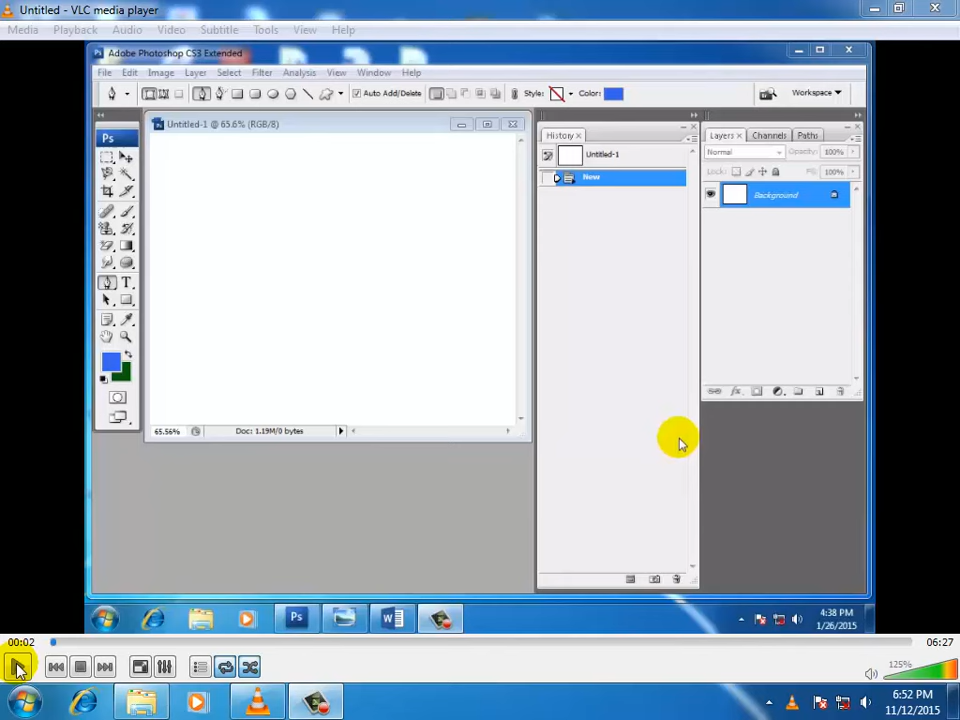 Untitled - VLC media player
Media Playback Audio Video Subtitle Tools View Help
Adobe Photoshop CS3 Extended
File Edit Image Layer Select Filter Analysis View Window Help
Auto Add/Delete Style: Color: Workspace
Ps
Untitled-1 @ 65.6% (RGB/8)
History
Untitled-1
New
Layers Channels Paths
Normal Opacity: 100%
Lock: Fill: 100%
Background
T
65.56% Doc: 1.19M/0 bytes
Ps W 4:38 PM
1/26/2015
00:02 06:27
125%
6:52 PM
11/12/2015